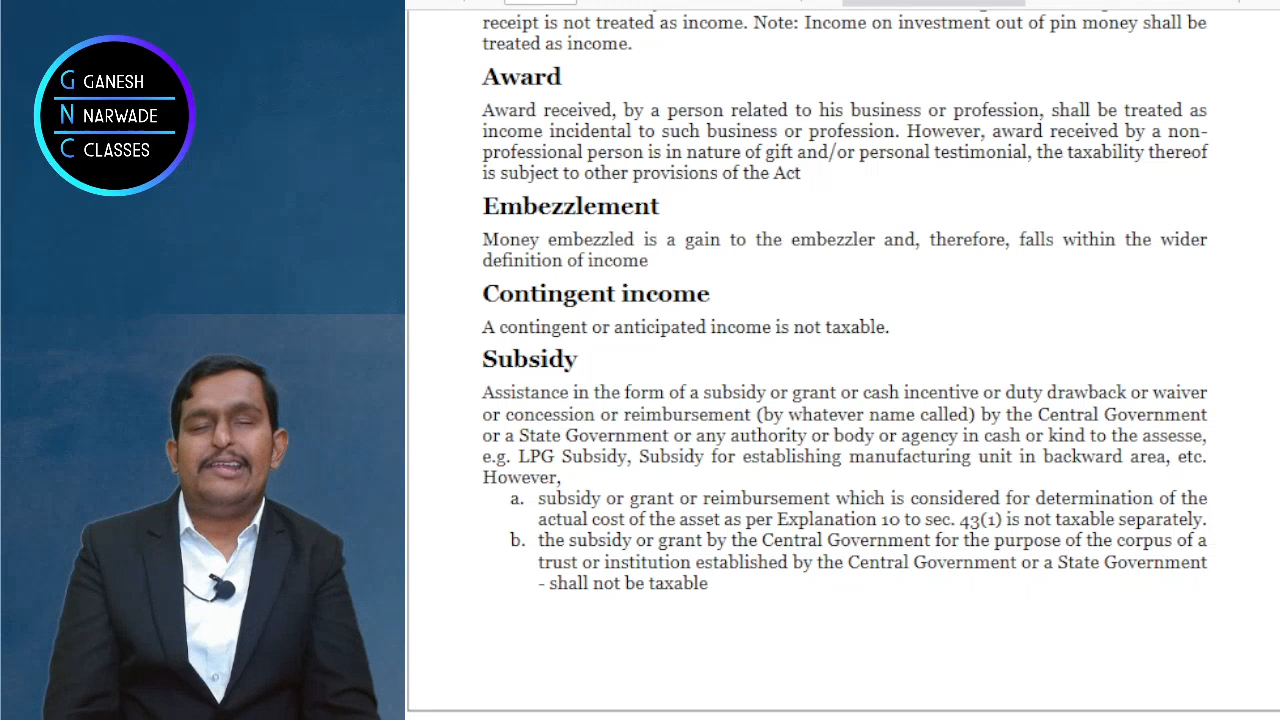 G GANESH
N NARWADE
C CLASSES
receipt is not treated as income. Note: Income on investment out of pin money shall be
treated as income.
Award
Award received, by a person related to his business or profession, shall be treated as
income incidental to such business or profession. However, award received by a non-
professional person is in nature of gift and/or personal testimonial, the taxability thereof
is subject to other provisions of the Act
Embezzlement
Money embezzled is a gain to the embezzler and, therefore, falls within the wider
definition of income
Contingent income
A contingent or anticipated income is not taxable.
Subsidy
Assistance in the form of a subsidy or grant or cash incentive or duty drawback or waiver
or concession or reimbursement (by whatever name called) by the Central Government
or a State Government or any authority or body or agency in cash or kind to the assesse,
e.g. LPG Subsidy, Subsidy for establishing manufacturing unit in backward area, etc.
However,
a. subsidy or grant or reimbursement which is considered for determination of the
actual cost of the asset as per Explanation 10 to sec. 43(1) is not taxable separately.
b. the subsidy or grant by the Central Government for the purpose of the corpus of a
trust or institution established by the Central Government or a State Government
- shall not be taxable